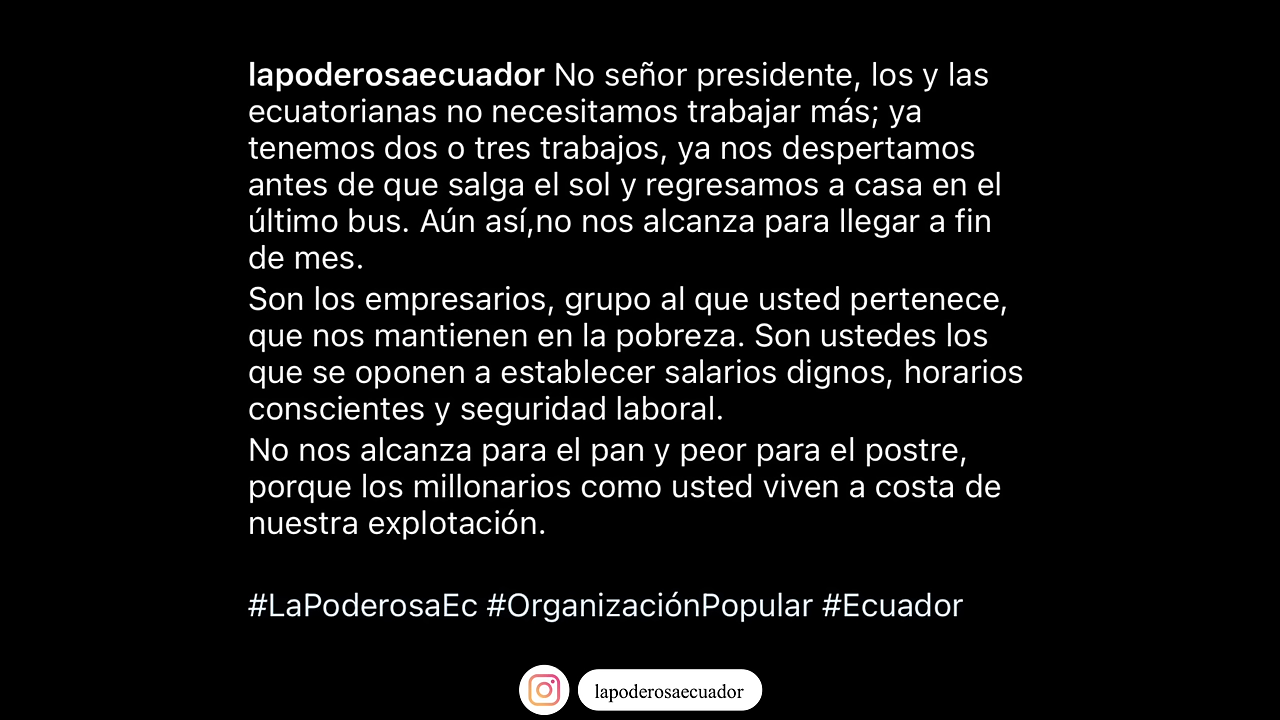 lapoderosaecuador No señor presidente, los y las
ecuatorianas no necesitamos trabajar más; ya
tenemos dos o tres trabajos, ya nos despertamos
antes de que salga el sol y regresamos a casa en el
último bus. Aún así,no nos alcanza para llegar a fin
de mes.
Son los empresarios, grupo al que usted pertenece,
que nos mantienen en la pobreza. Son ustedes los
que se oponen a establecer salarios dignos, horarios
conscientes y seguridad laboral.
No nos alcanza para el pan y peor para el postre,
porque los millonarios como usted viven a costa de
nuestra explotación.
#LaPoderosaEc #OrganizaciónPopular #Ecuador
lapoderosaecuador